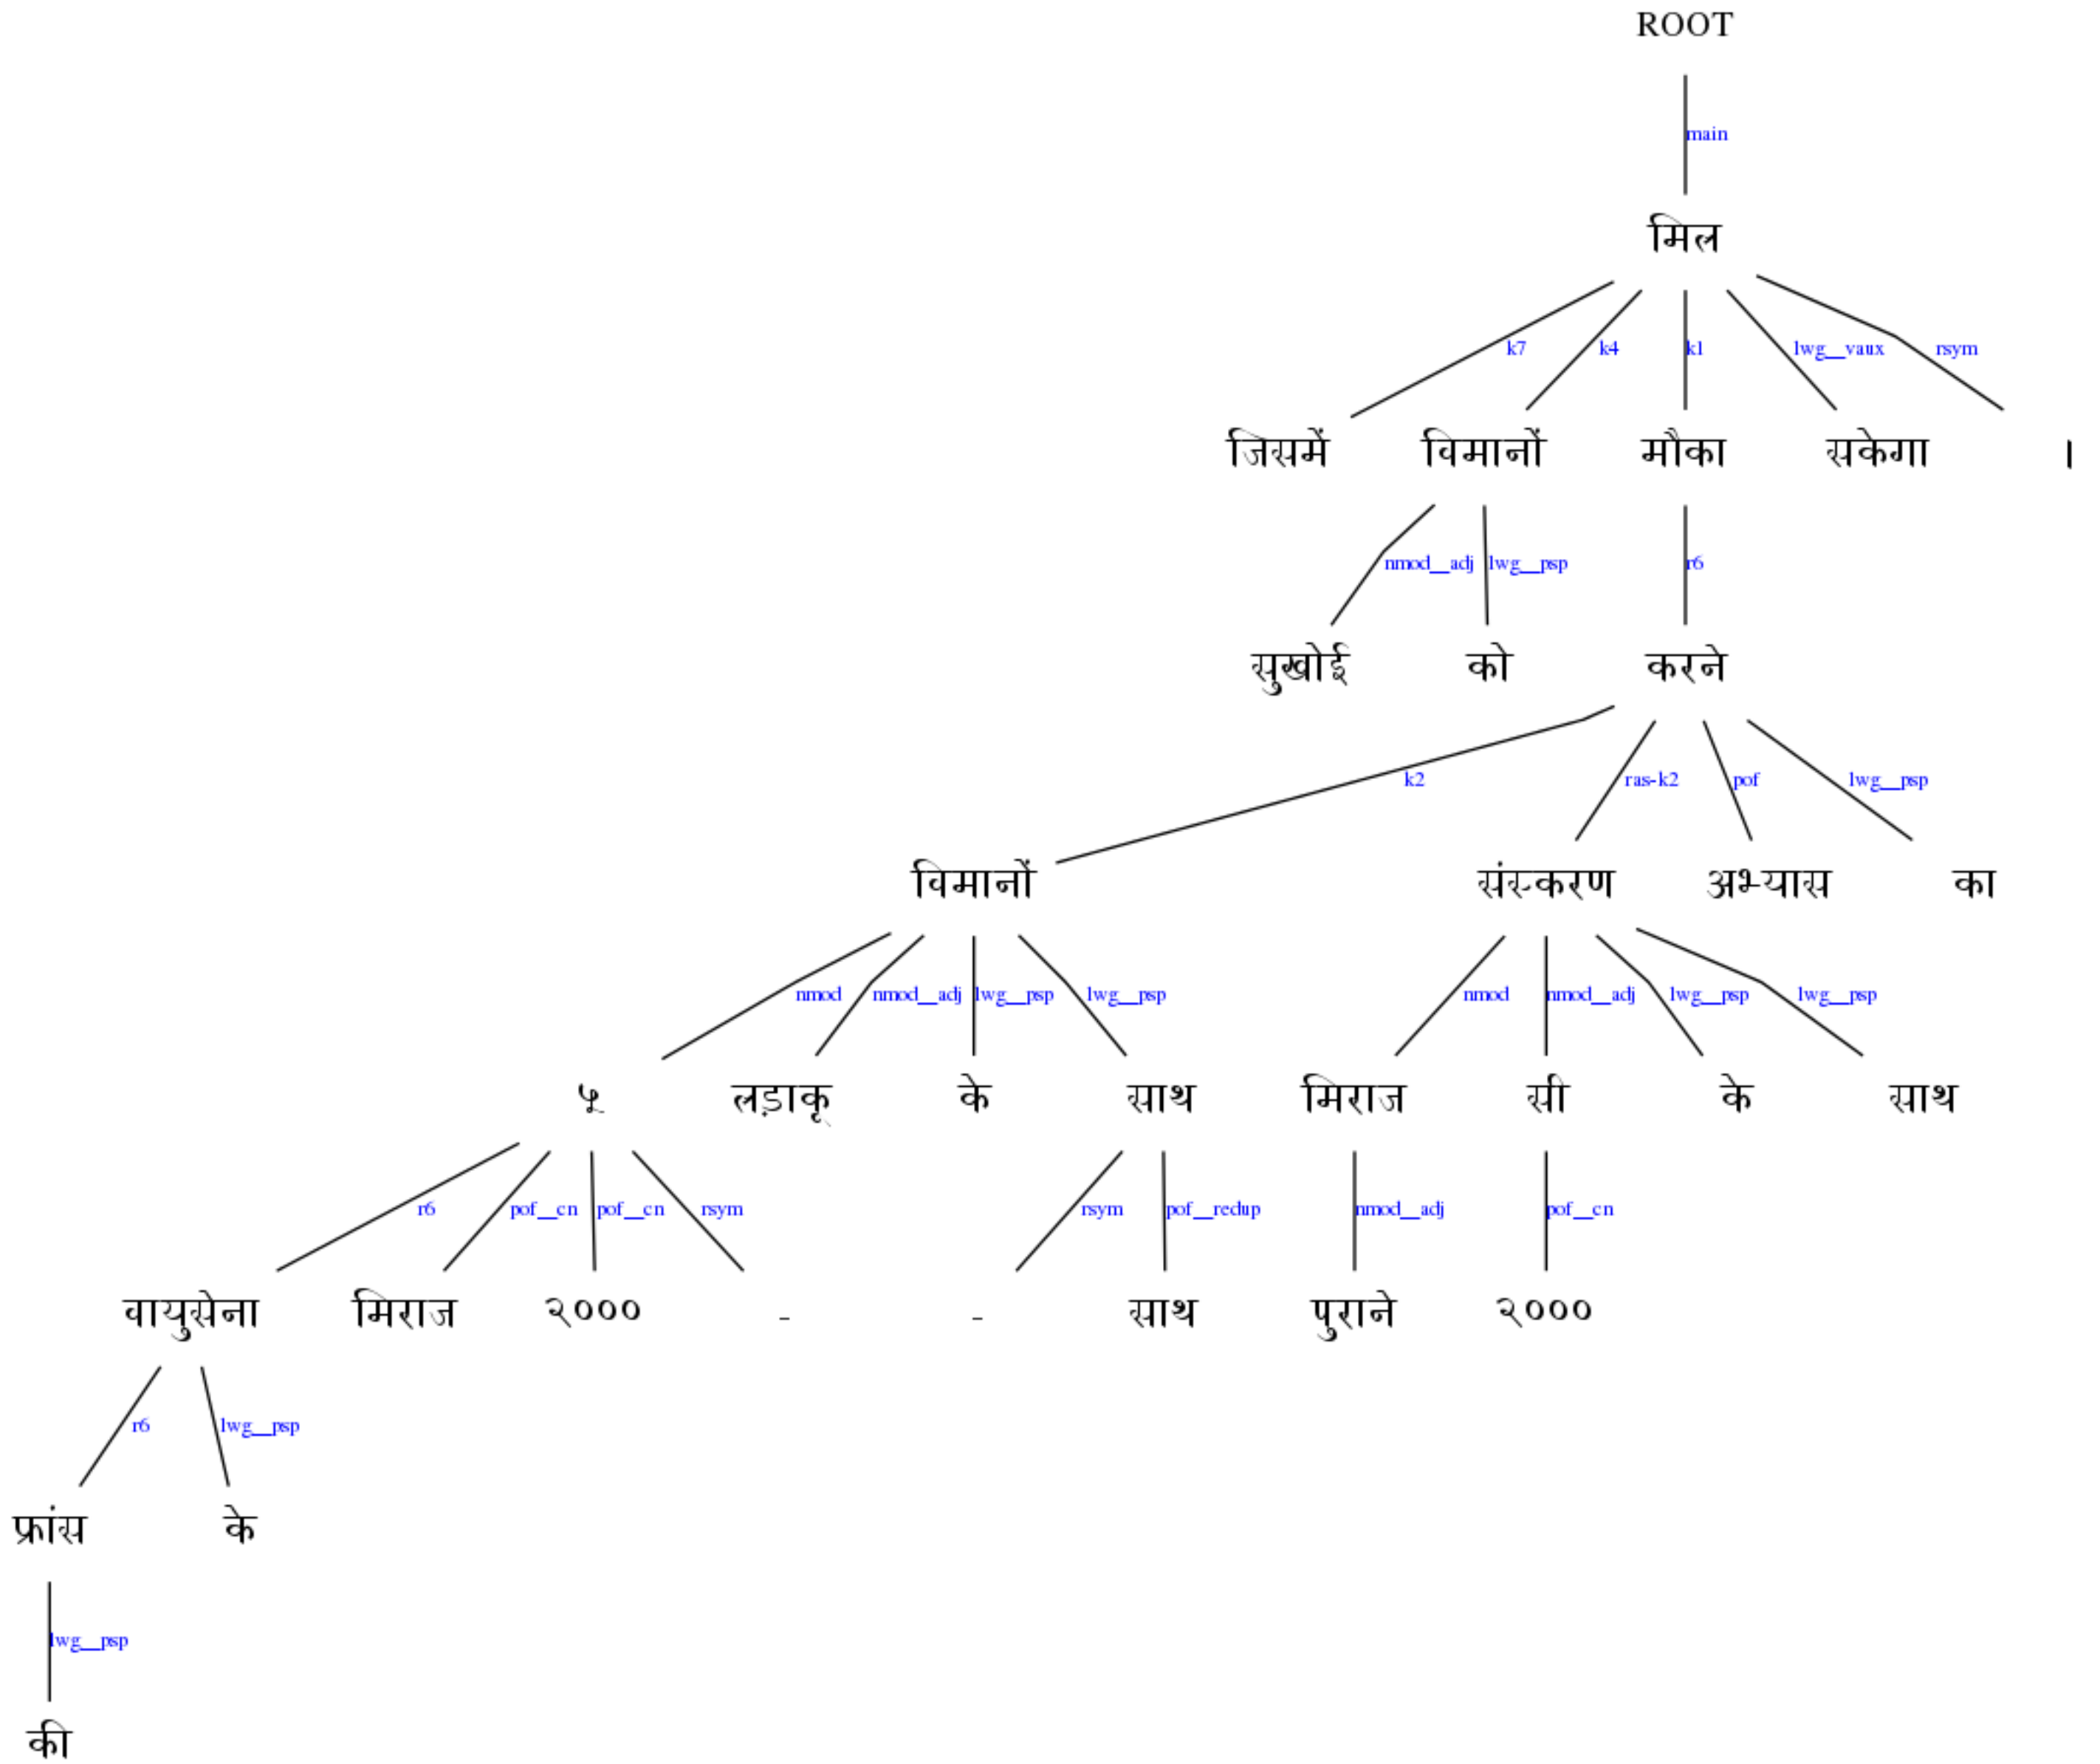 ROOT
main
मिल
k7 k4 k1 lwg__vaux rsym
जिसमें विमानों मौका सकेगा ।
nmod__adj lwg__psp r6
सुखोई को करने
k2 ras-k2 pof lwg__psp
विमानों संस्करण अभ्यास का
nmod nmod__adj lwg__psp lwg__psp nmod nmod__adj lwg__psp lwg__psp
५ लड़ाकू के साथ मिराज सी के साथ
r6 pof__cn pof__cn rsym rsym pof__redup nmod__adj pof__cn
वायुसेना मिराज २००० - - साथ पुराने २०००
r6 lwg__psp
फ्रांस के
lwg__psp
की